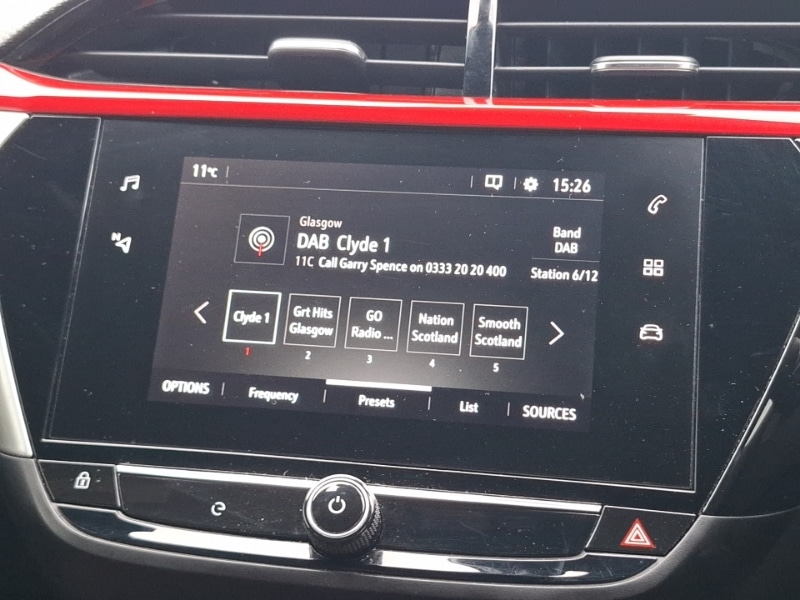 11°C
15:26
Glasgow
DAB Clyde 1
11C Call Garry Spence on 0333 20 20 400
Band
DAB
Station 6/12
Clyde 1
Grt Hits
Glasgow
GO
Radio ...
Nation
Scotland
Smooth
Scotland
1
2
3
4
5
OPTIONS
Frequency
Presets
List
SOURCES
N